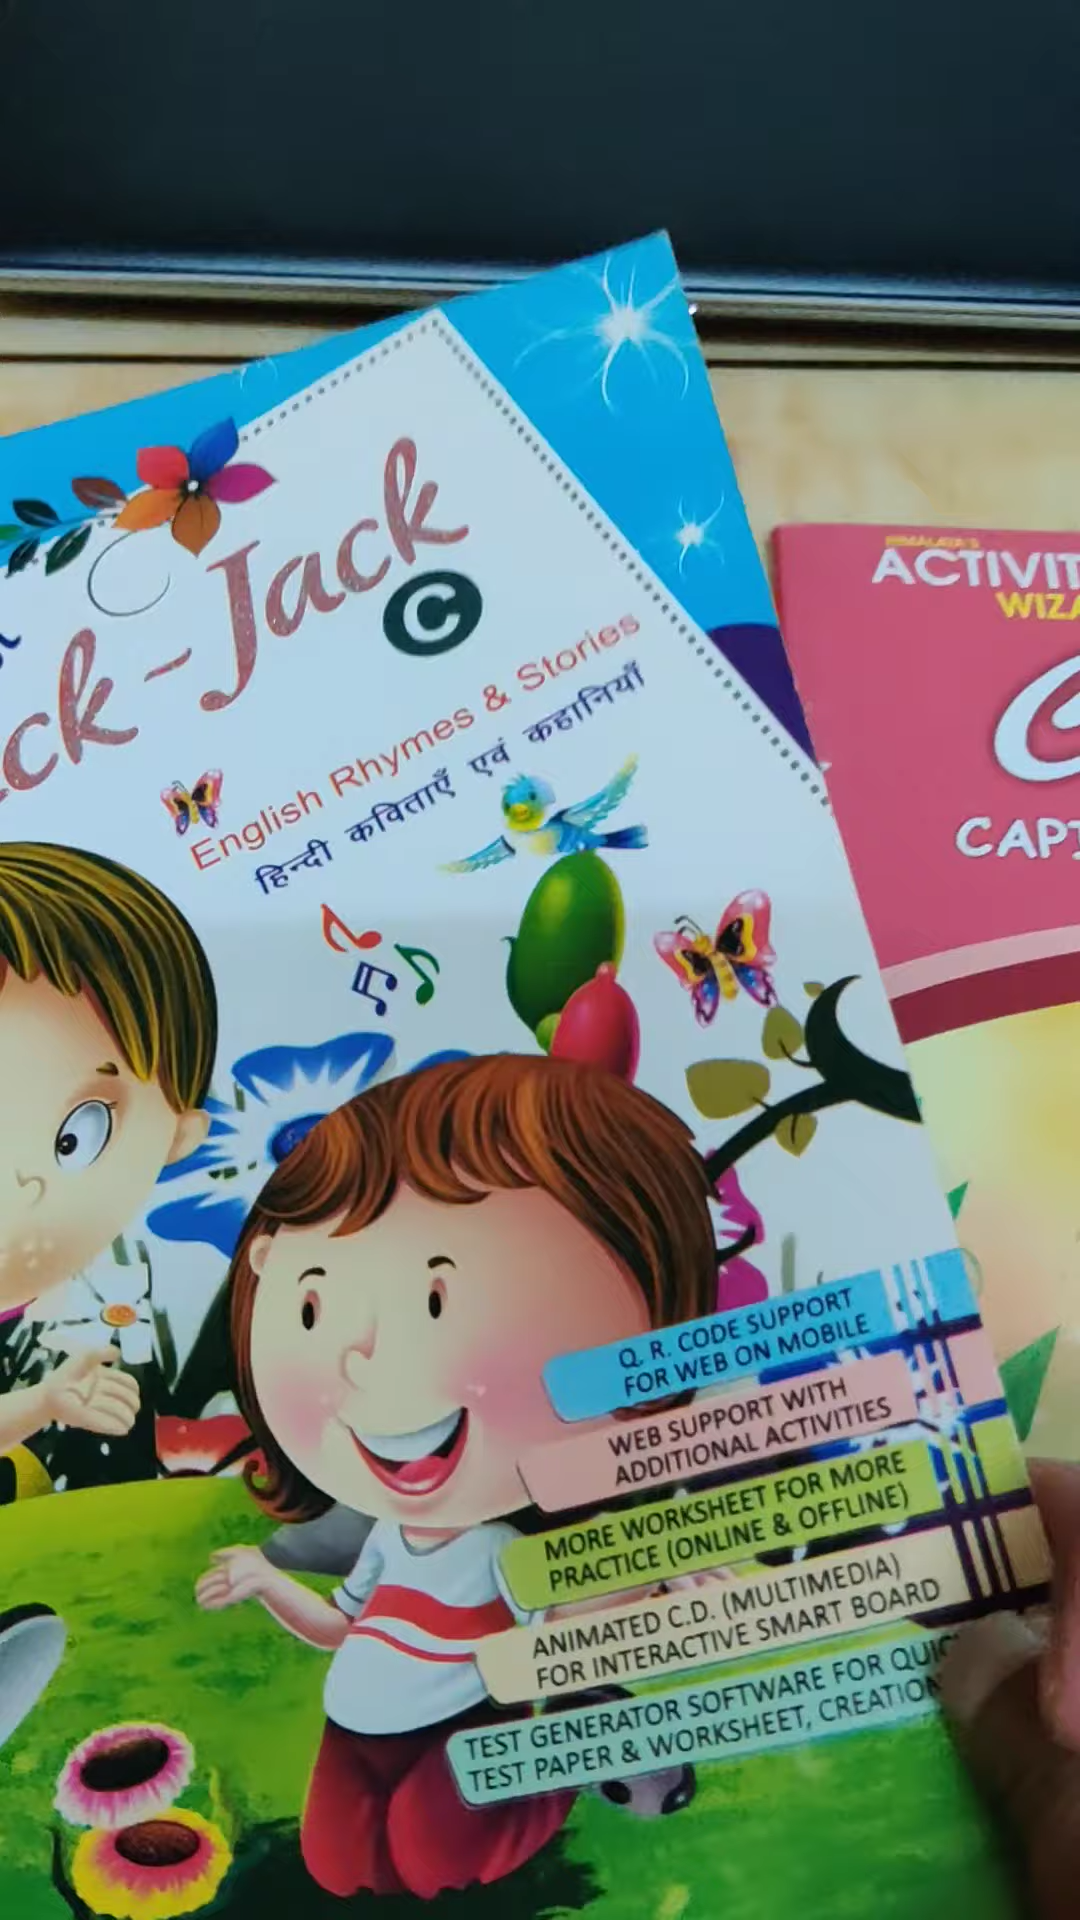 ck-Jack
C
English Rhymes & Stories
हिन्दी कविताएँ एवं कहानियाँ
Q. R. CODE SUPPORT
FOR WEB ON MOBILE
WEB SUPPORT WITH
ADDITIONAL ACTIVITIES
MORE WORKSHEET FOR MORE
PRACTICE (ONLINE & OFFLINE)
ANIMATED C.D. (MULTIMEDIA)
FOR INTERACTIVE SMART BOARD
TEST GENERATOR SOFTWARE FOR QUIC
TEST PAPER & WORKSHEET, CREATION
HIMALAYA'S
ACTIVIT
WIZA
C
CAPI